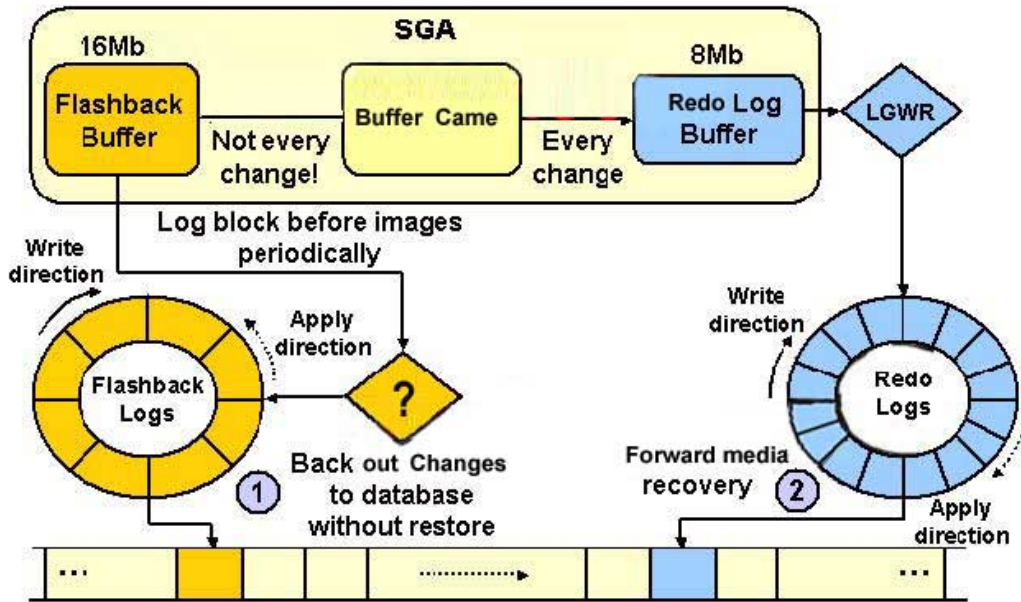 SGA
16Mb
8Mb
Flashback
Buffer
Buffer Came
Redo Log
Buffer
LGWR
Not every
change!
Every
change
Log block before images
periodically
Write
direction
Apply
direction
Flashback
Logs
?
Write
direction
Redo
Logs
1
Back out Changes
to database
without restore
Forward media
recovery
2
Apply
direction
...
...